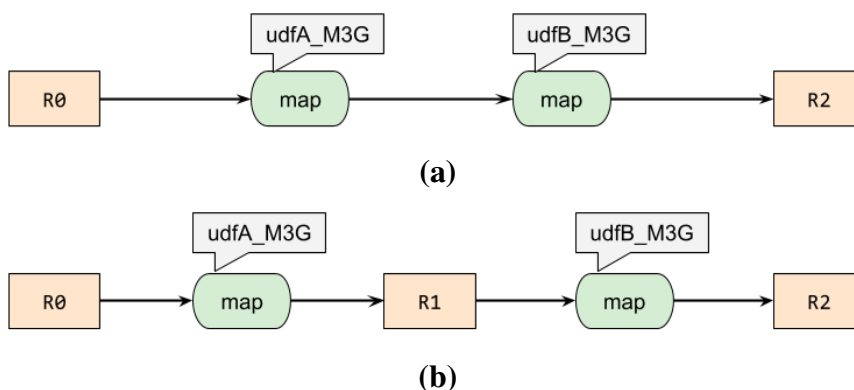 udfA_M3G udfB_M3G
R0 map map R2
(a)
udfA_M3G udfB_M3G
R0 map R1 map R2
(b)